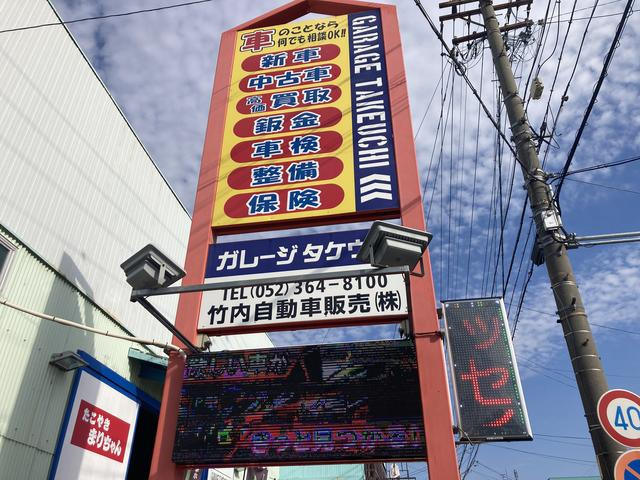 車のことなら
何でも相談OK!!
新車
中古車
高価買取
鈑金
車検
整備
保険
GARAGE TAKEUCHI
ガレージタケウ
TEL(052)364-8100
竹内自動車販売(株)
ッセ
たこやき
まりちゃん
40